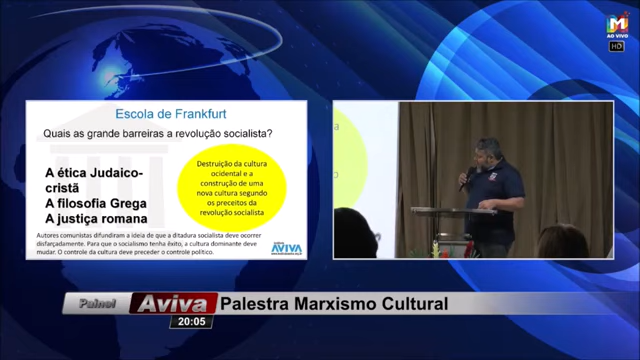 AO VIVO
HD
Escola de Frankfurt
Quais as grande barreiras a revolução socialista?
A ética Judaico-
cristã
A filosofia Grega
A justiça romana
Destruição da cultura
ocidental e a
construção de uma
nova cultura segundo
os preceitos da
revolução socialista
Autores comunistas difundiram a ideia de que a ditadura socialista deve ocorrer
disfarçadamente. Para que o socialismo tenha êxito, a cultura dominante deve
mudar. O controle da cultura deve preceder o controle político.
AVIVA
Painel Aviva Palestra Marxismo Cultural
20:05